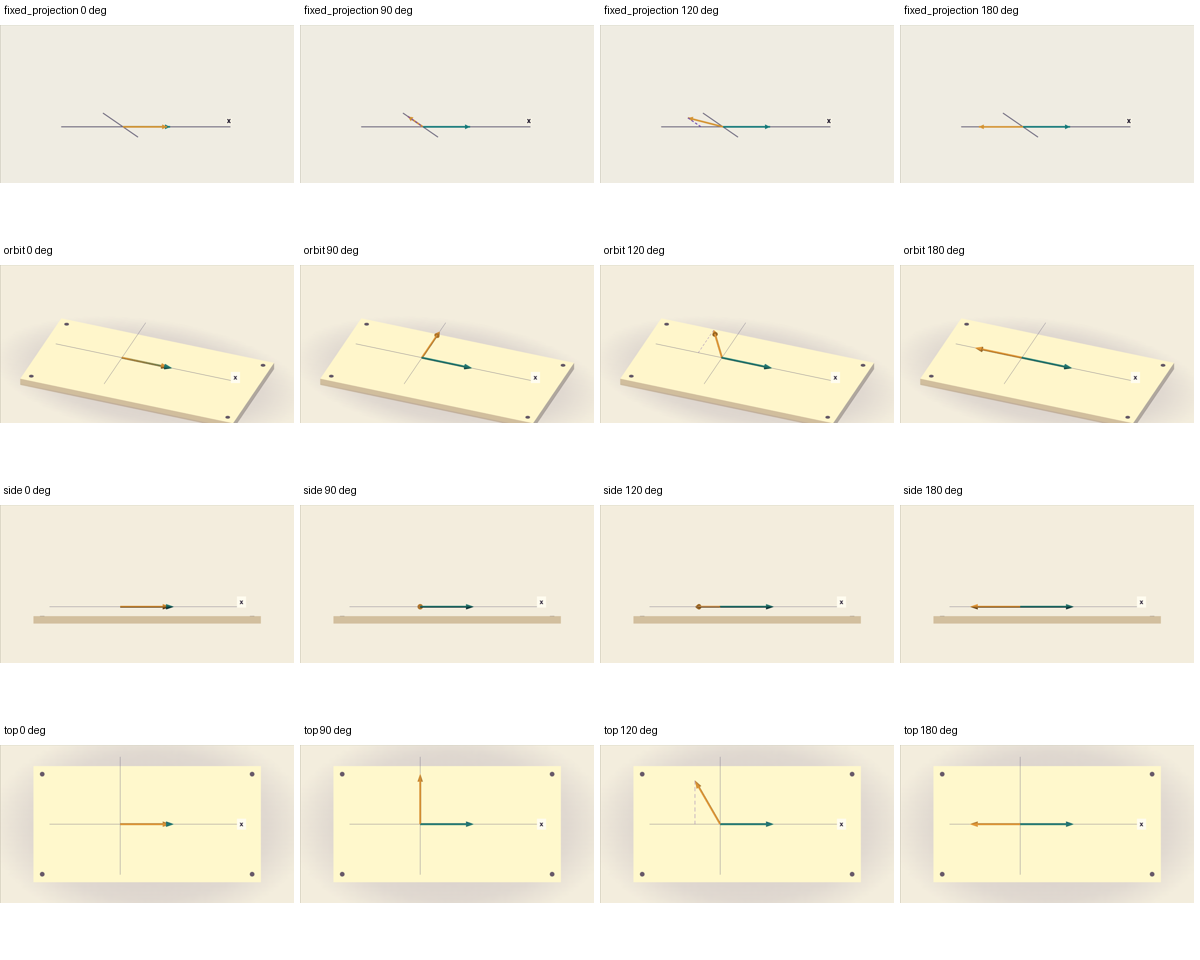 fixed_projection 0 deg
fixed_projection 90 deg
fixed_projection 120 deg
fixed_projection 180 deg
x
x
x
x
orbit 0 deg
orbit 90 deg
orbit 120 deg
orbit 180 deg
x
x
x
x
side 0 deg
side 90 deg
side 120 deg
side 180 deg
x
x
x
x
top 0 deg
top 90 deg
top 120 deg
top 180 deg
x
x
x
x